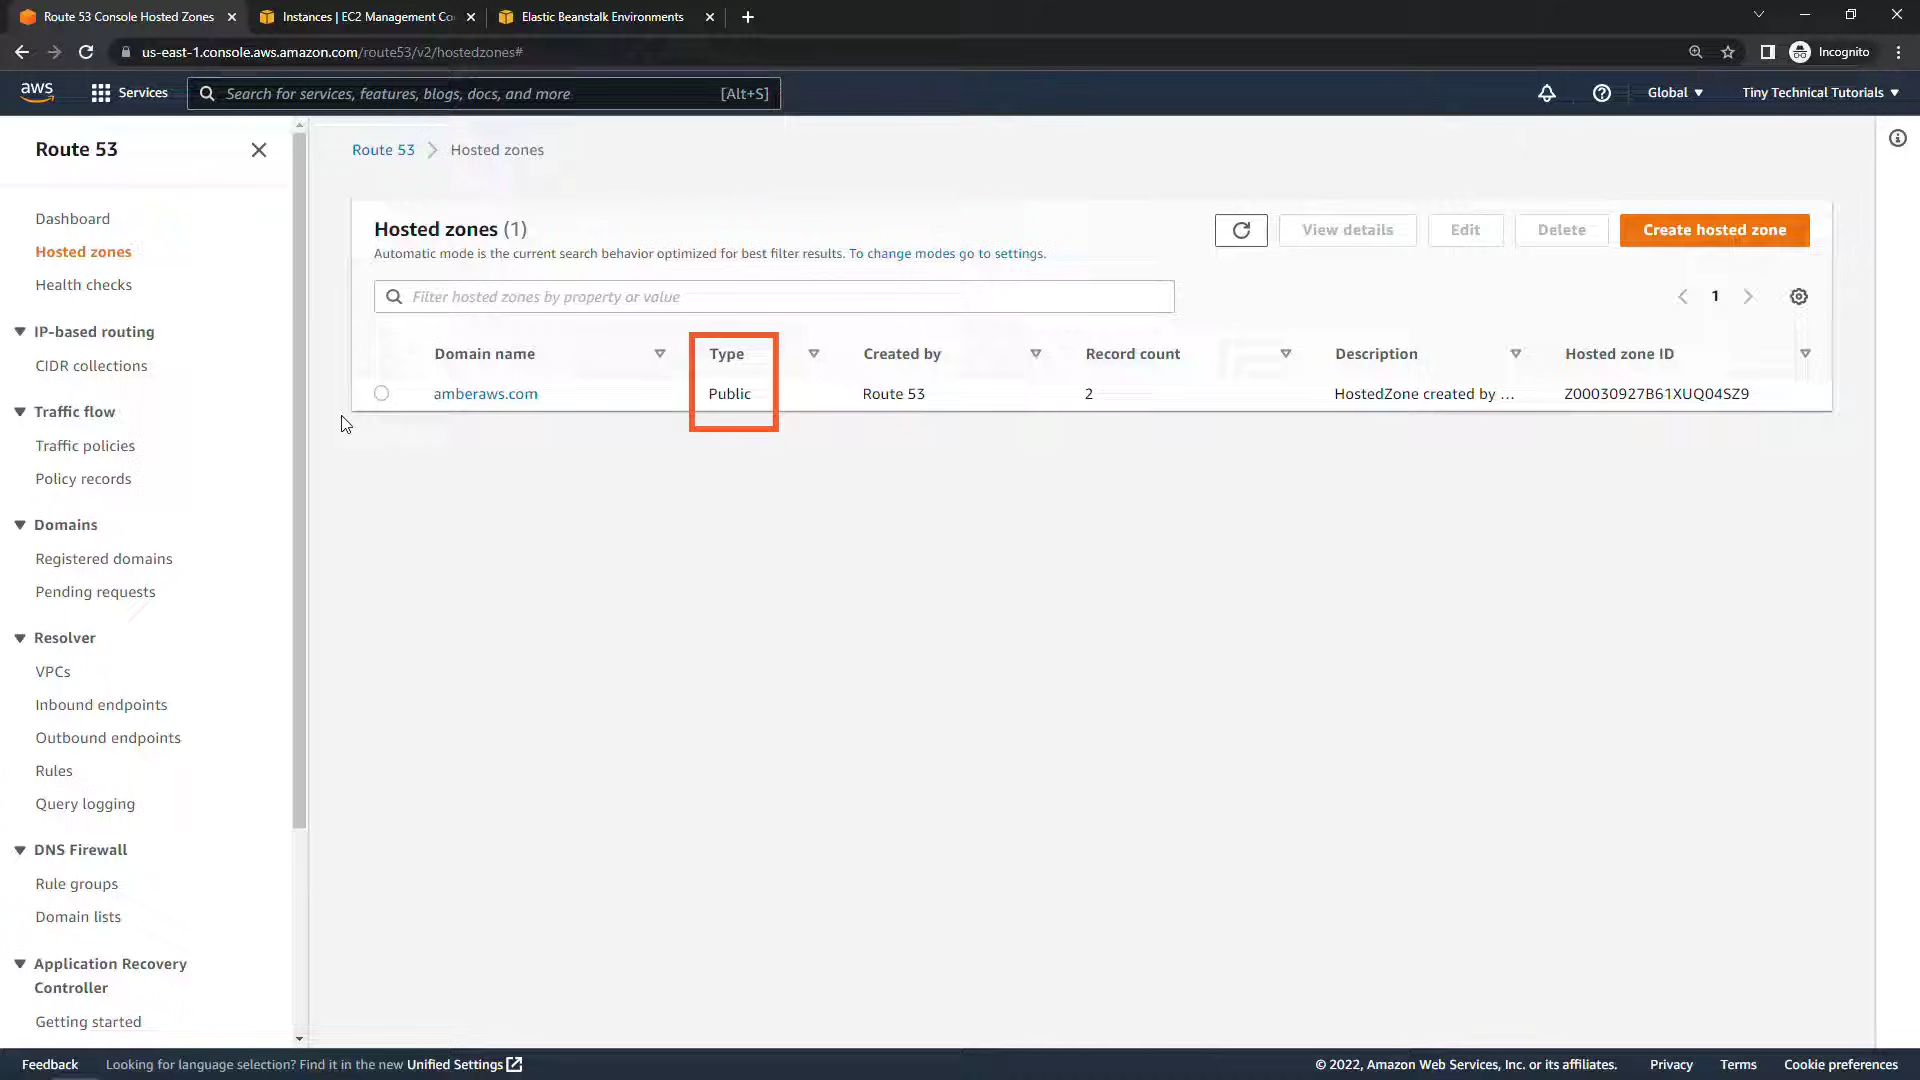 Route 53 Console Hosted Zones
Instances | EC2 Management Co
Elastic Beanstalk Environments
us-east-1.console.aws.amazon.com/route53/v2/hostedzones#
Incognito
aws
Services
Search for services, features, blogs, docs, and more
[Alt+S]
Global
Tiny Technical Tutorials
Route 53
Dashboard
Hosted zones
Health checks
IP-based routing
CIDR collections
Traffic flow
Traffic policies
Policy records
Domains
Registered domains
Pending requests
Resolver
VPCs
Inbound endpoints
Outbound endpoints
Rules
Query logging
DNS Firewall
Rule groups
Domain lists
Application Recovery
Controller
Getting started
Route 53 > Hosted zones
Hosted zones (1)
Automatic mode is the current search behavior optimized for best filter results. To change modes go to settings.
View details
Edit
Delete
Create hosted zone
Filter hosted zones by property or value
1
Domain name Type Created by Record count Description Hosted zone ID
amberaws.com Public Route 53 2 HostedZone created by ... Z00030927B61XUQ04SZ9
Feedback
Looking for language selection? Find it in the new Unified Settings
© 2022, Amazon Web Services, Inc. or its affiliates.
Privacy
Terms
Cookie preferences